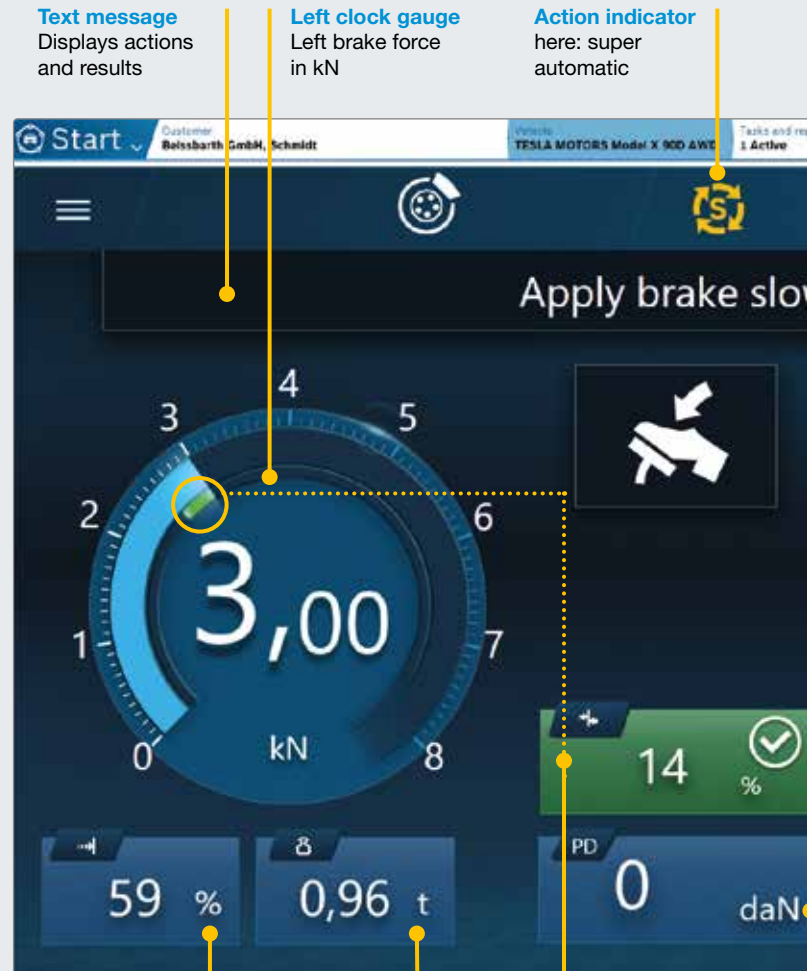 Text message
Displays actions
and results
Left clock gauge
Left brake force
in kN
Action indicator
here: super
automatic
Start
Customer
Beissbarth GmbH, Schmidt
Vehicle
TESLA MOTORS Model X 90D AWD
Tasks and
1 Active
S
Apply brake
0
1
2
3
4
5
6
7
8
3,00
kN
14 %
59 %
0,96 t
PD
0 daN